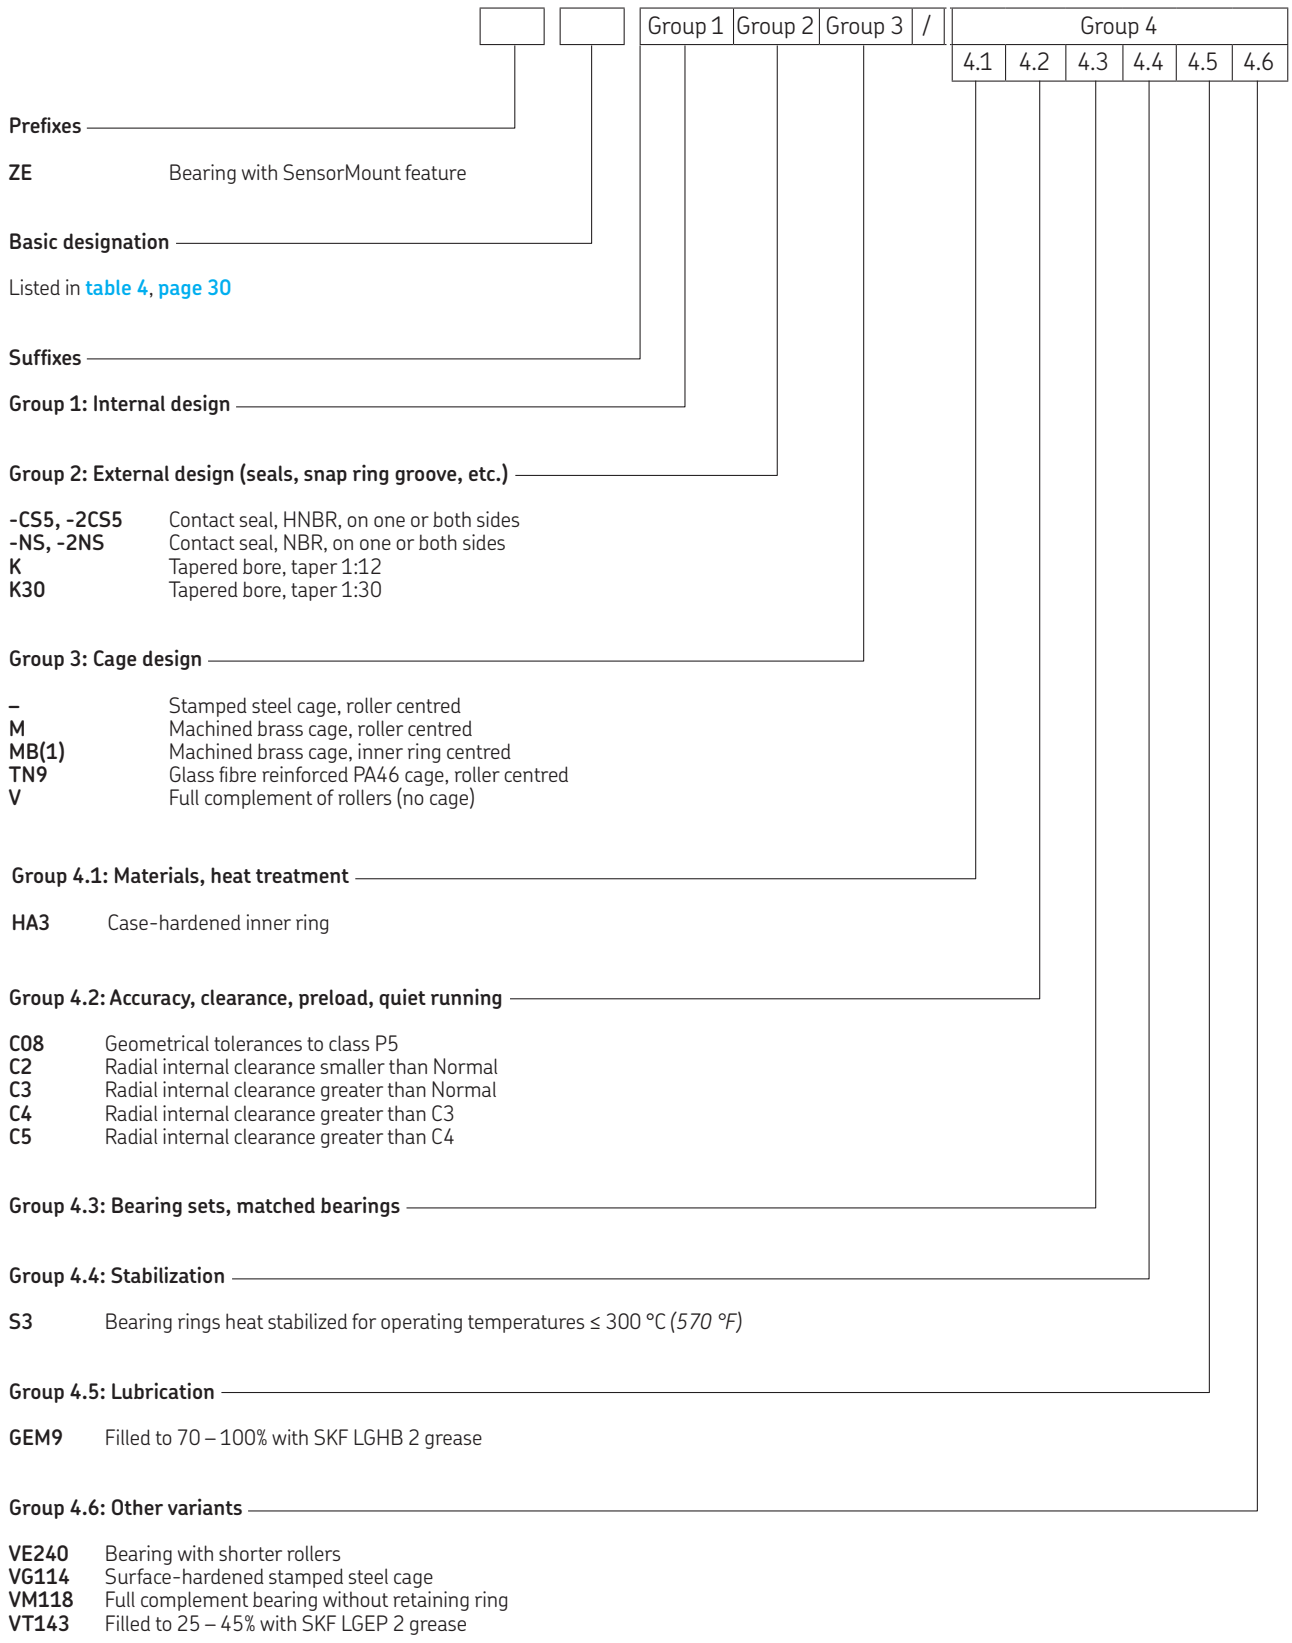 Group 1 Group 2 Group 3 / Group 4
4.1 4.2 4.3 4.4 4.5 4.6
Prefixes
ZE Bearing with SensorMount feature
Basic designation
Listed in table 4, page 30
Suffixes
Group 1: Internal design
Group 2: External design (seals, snap ring groove, etc.)
-CS5, -2CS5 Contact seal, HNBR, on one or both sides
-NS, -2NS Contact seal, NBR, on one or both sides
K Tapered bore, taper 1:12
K30 Tapered bore, taper 1:30
Group 3: Cage design
– Stamped steel cage, roller centred
M Machined brass cage, roller centred
MB(1) Machined brass cage, inner ring centred
TN9 Glass fibre reinforced PA46 cage, roller centred
V Full complement of rollers (no cage)
Group 4.1: Materials, heat treatment
HA3 Case-hardened inner ring
Group 4.2: Accuracy, clearance, preload, quiet running
C08 Geometrical tolerances to class P5
C2 Radial internal clearance smaller than Normal
C3 Radial internal clearance greater than Normal
C4 Radial internal clearance greater than C3
C5 Radial internal clearance greater than C4
Group 4.3: Bearing sets, matched bearings
Group 4.4: Stabilization
S3 Bearing rings heat stabilized for operating temperatures ≤ 300 °C (570 °F)
Group 4.5: Lubrication
GEM9 Filled to 70 – 100% with SKF LGHB 2 grease
Group 4.6: Other variants
VE240 Bearing with shorter rollers
VG114 Surface-hardened stamped steel cage
VM118 Full complement bearing without retaining ring
VT143 Filled to 25 – 45% with SKF LGEP 2 grease